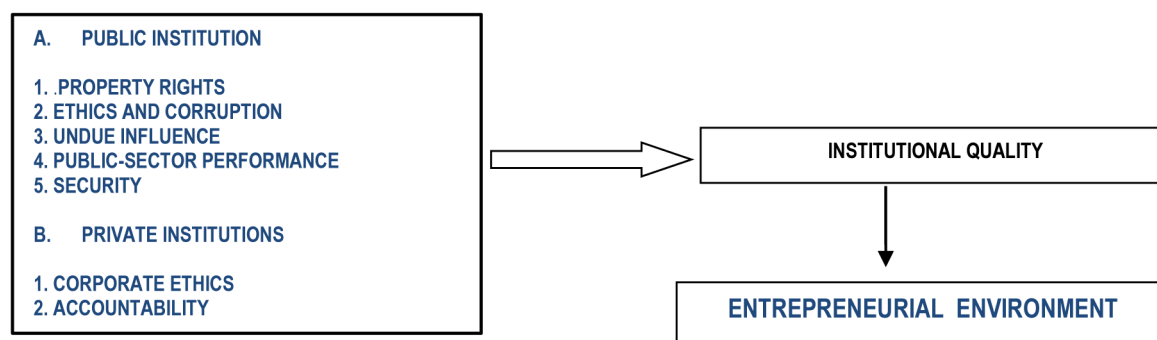 A. PUBLIC INSTITUTION
1. .PROPERTY RIGHTS
2. ETHICS AND CORRUPTION
3. UNDUE INFLUENCE
4. PUBLIC-SECTOR PERFORMANCE
5. SECURITY
B. PRIVATE INSTITUTIONS
1. CORPORATE ETHICS
2. ACCOUNTABILITY
INSTITUTIONAL QUALITY
ENTREPRENEURIAL ENVIRONMENT